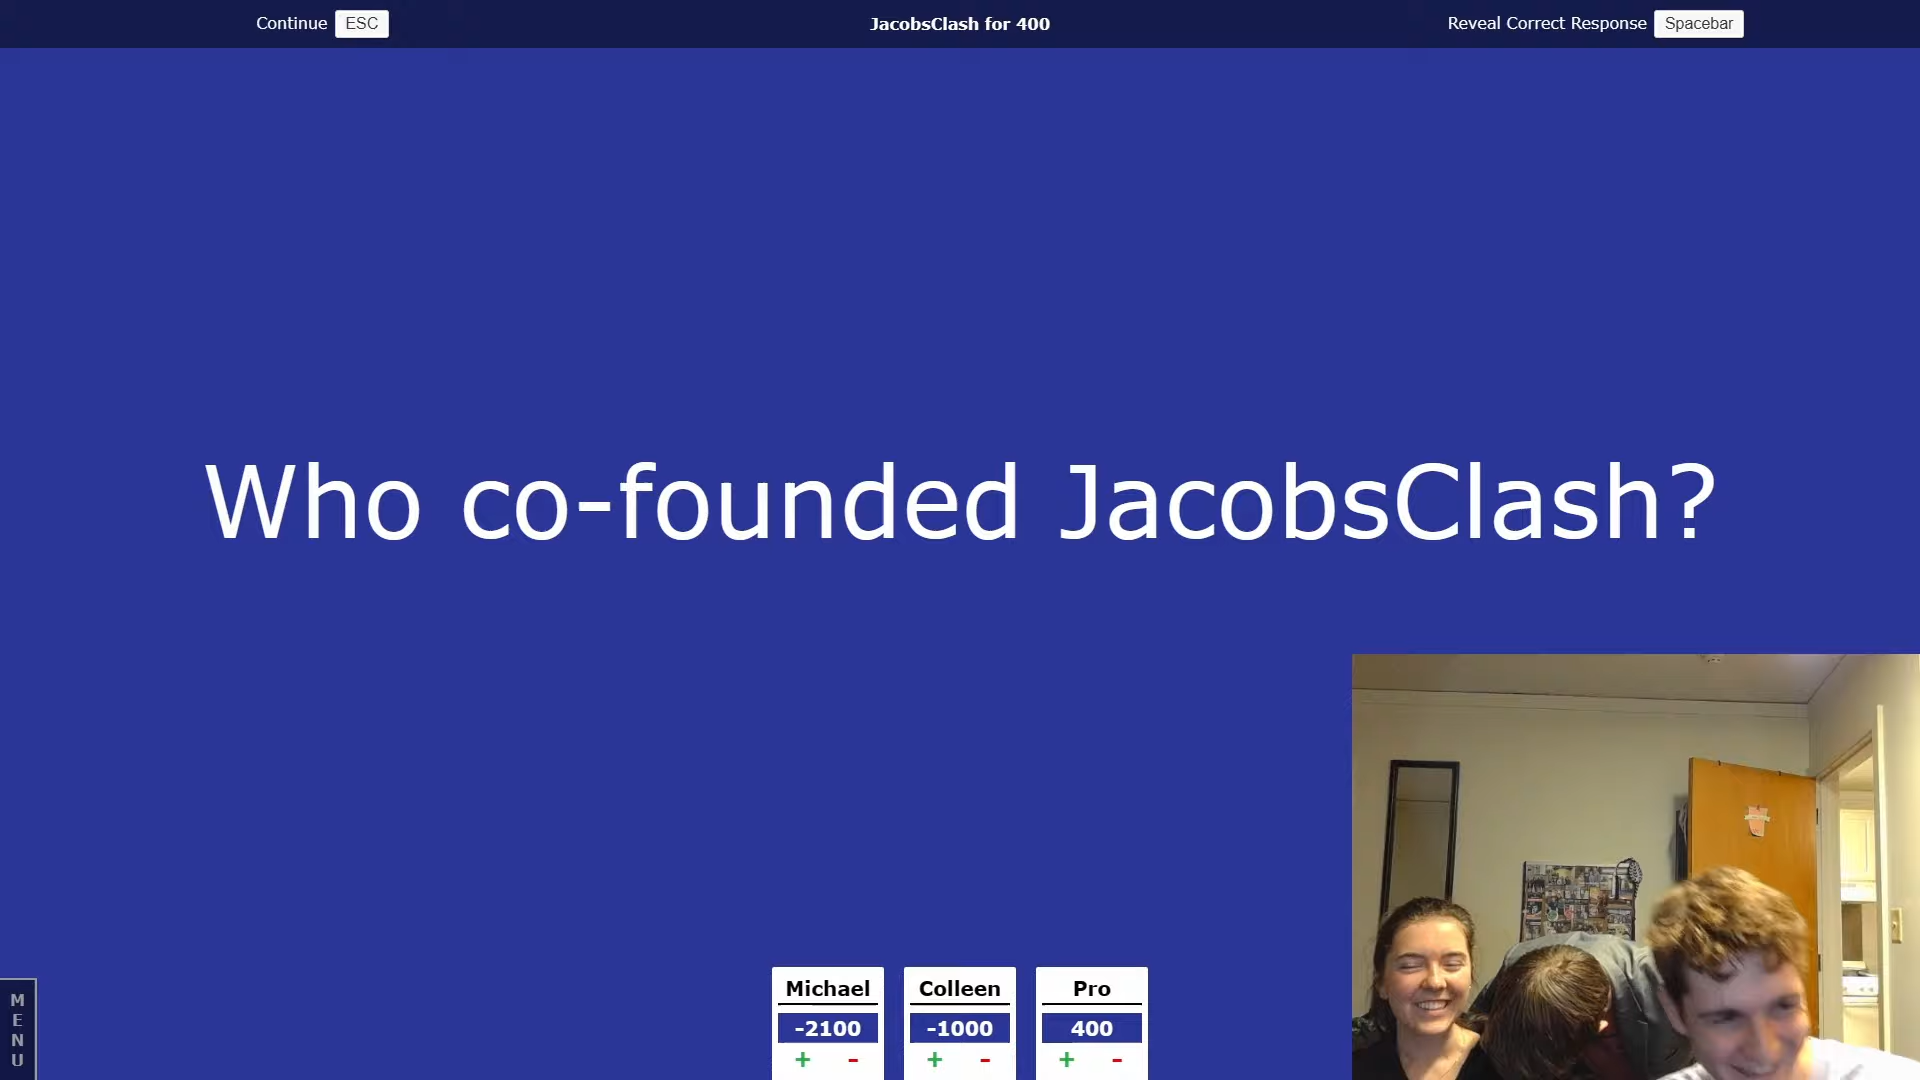 Continue ESC
JacobsClash for 400
Reveal Correct Response Spacebar
Who co-founded JacobsClash?
MENU
Michael Colleen Pro
-2100 -1000 400
+ - + - + -